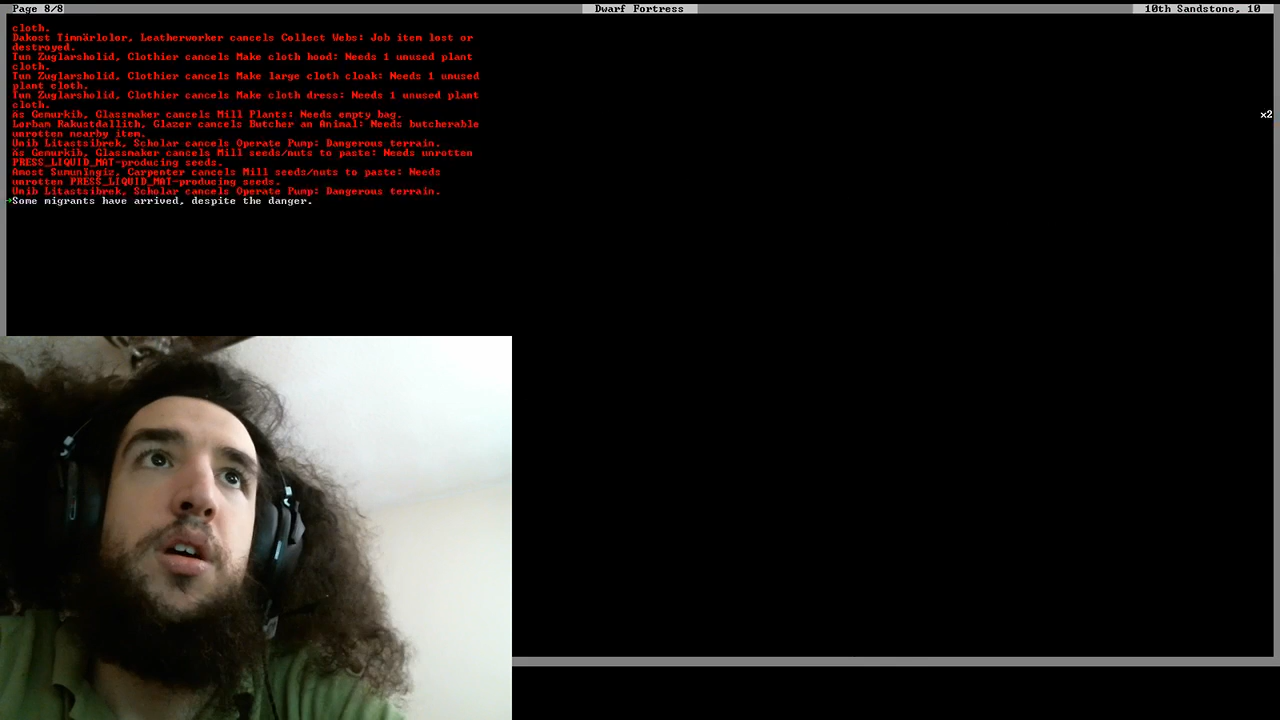 Page 8/8 Dwarf Fortress 10th Sandstone, 10
cloth.
Dakost Timnärlolor, Leatherworker cancels Collect Webs: Job item lost or
destroyed.
Tun Zuglarsholid, Clothier cancels Make cloth hood: Needs 1 unused plant
cloth.
Tun Zuglarsholid, Clothier cancels Make large cloth cloak: Needs 1 unused
plant cloth.
Tun Zuglarsholid, Clothier cancels Make cloth dress: Needs 1 unused plant
cloth.
As Gemurkib, Glassmaker cancels Mill Plants: Needs empty bag. x2
Lorbam Rakustdallith, Glazer cancels Butcher an Animal: Needs butcherable
unrotten nearby item.
Unib Litastsibrek, Scholar cancels Operate Pump: Dangerous terrain.
As Gemurkib, Glassmaker cancels Mill seeds/nuts to paste: Needs unrotten
PRESS_LIQUID_MAT-producing seeds.
Amost Sumuningiz, Carpenter cancels Mill seeds/nuts to paste: Needs
unrotten PRESS_LIQUID_MAT-producing seeds.
Unib Litastsibrek, Scholar cancels Operate Pump: Dangerous terrain.
→Some migrants have arrived, despite the danger.